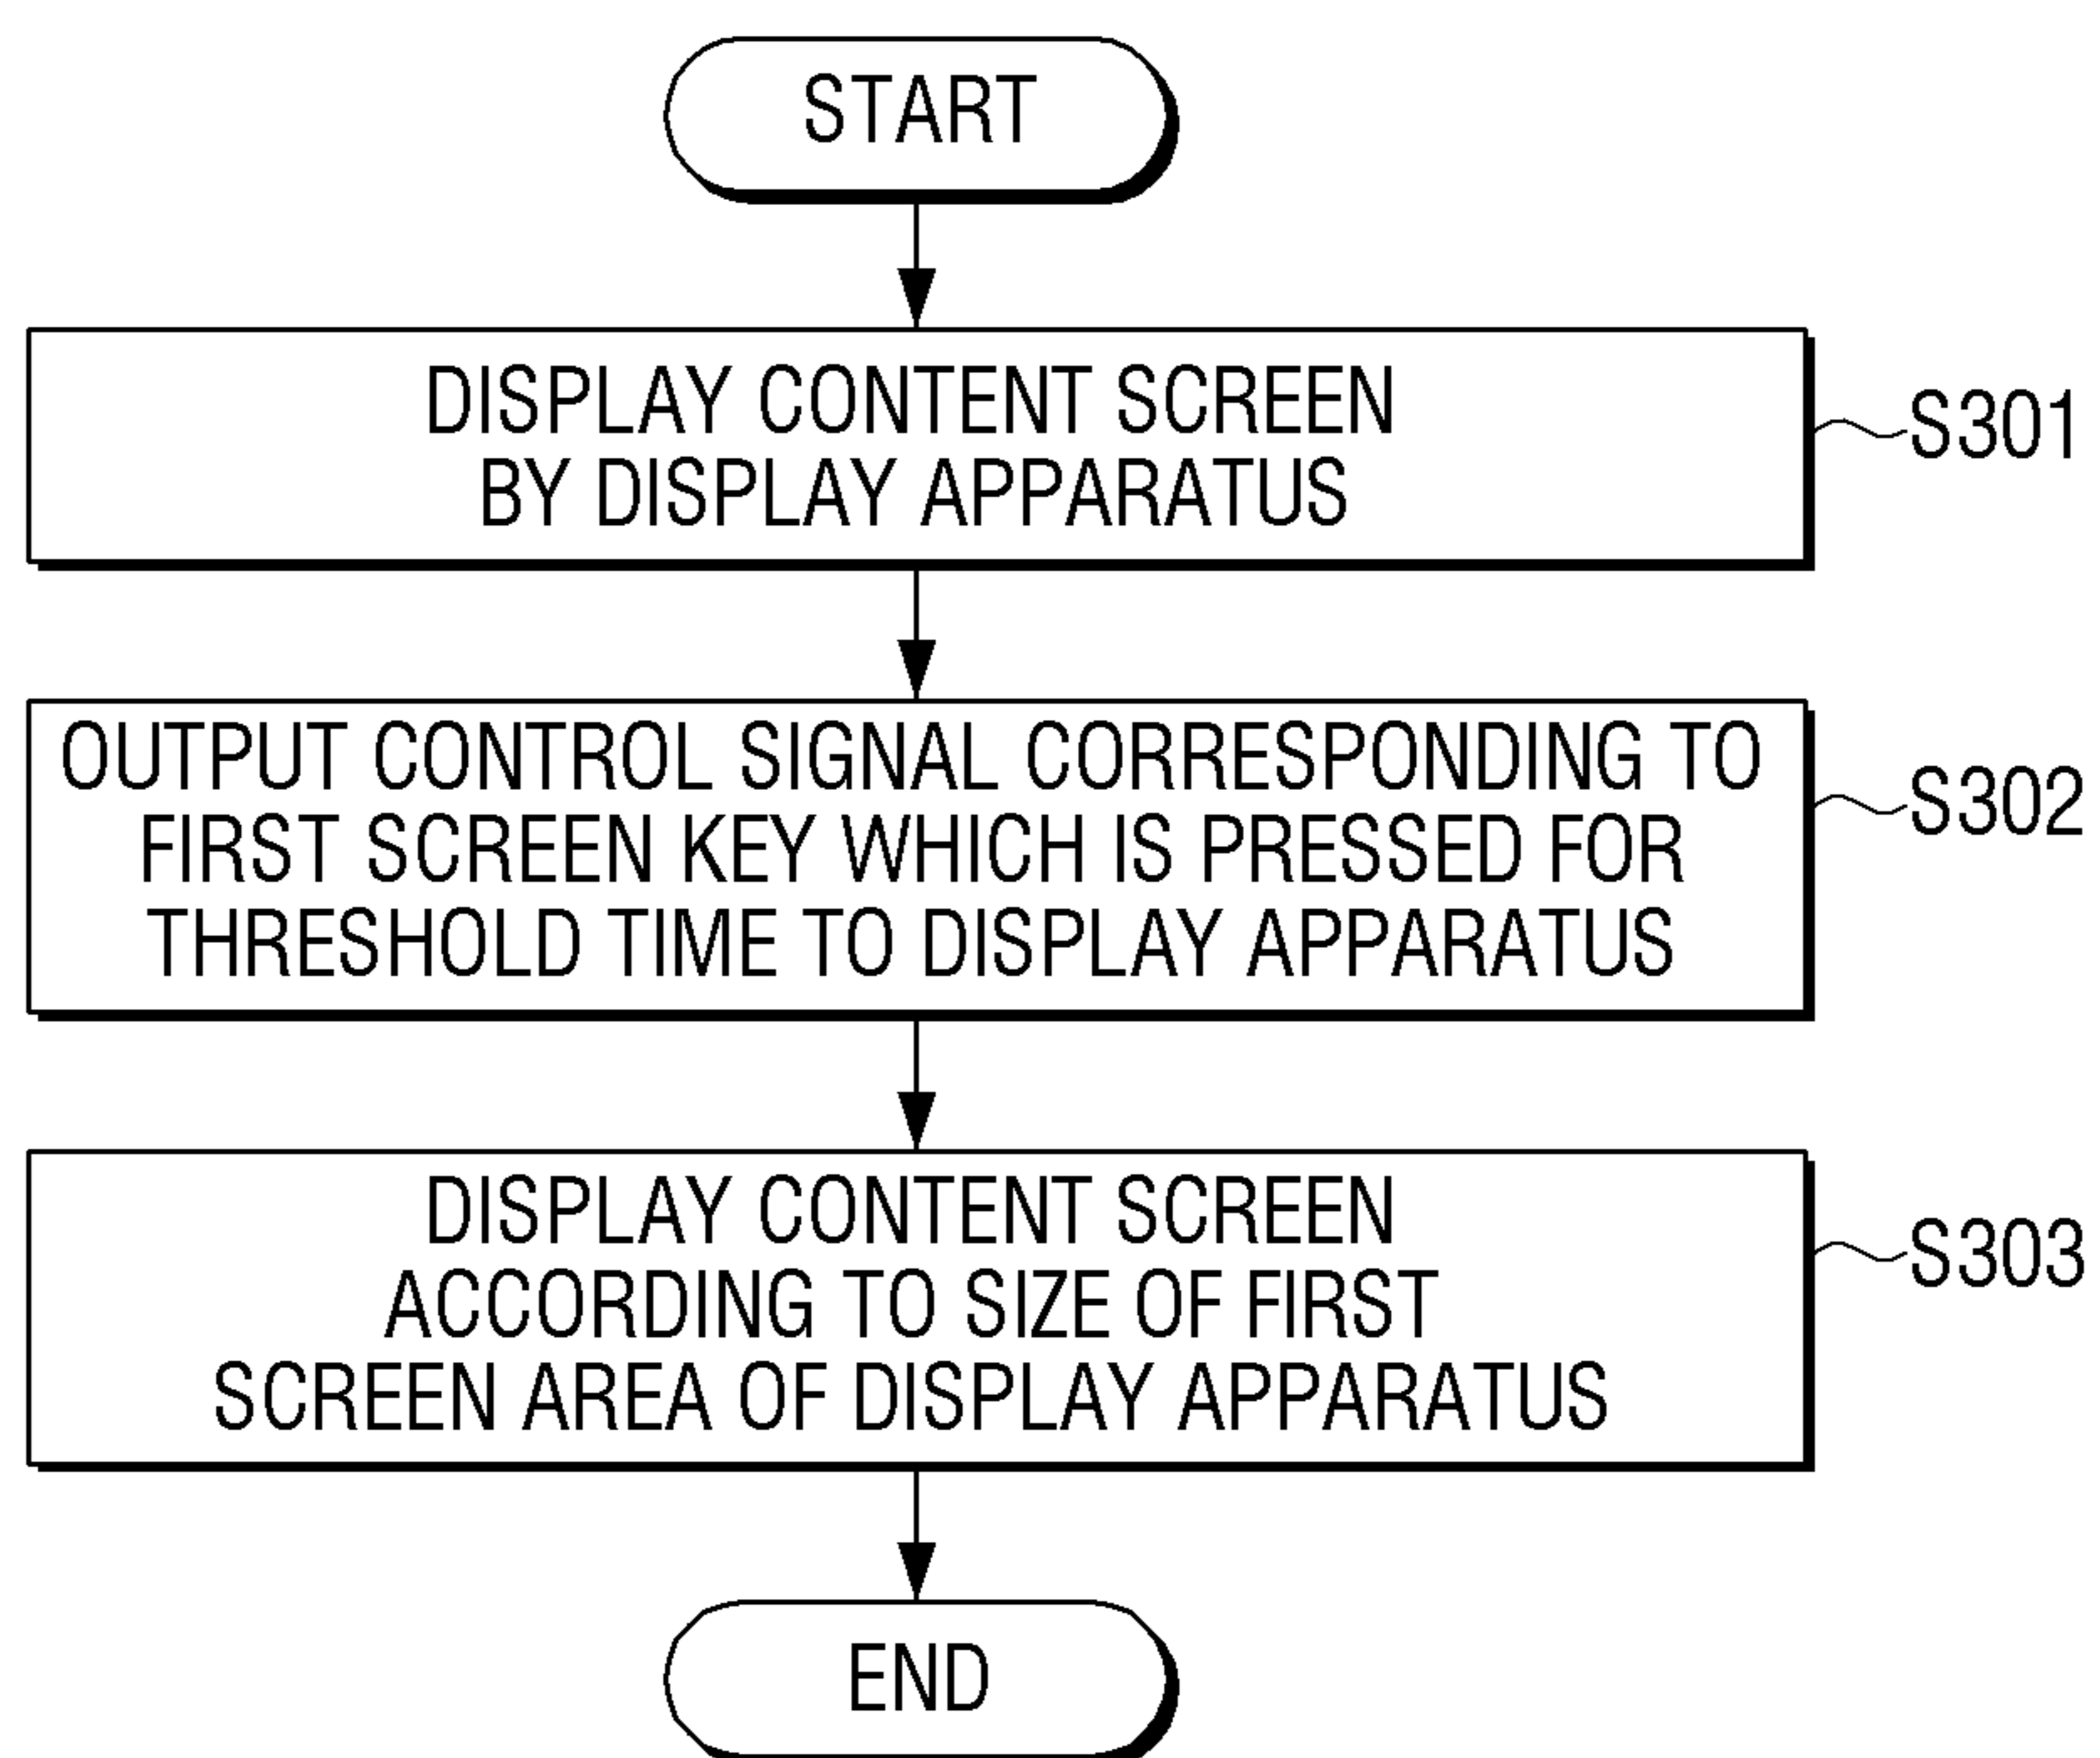 START
DISPLAY CONTENT SCREEN
BY DISPLAY APPARATUS
S301
OUTPUT CONTROL SIGNAL CORRESPONDING TO
FIRST SCREEN KEY WHICH IS PRESSED FOR
THRESHOLD TIME TO DISPLAY APPARATUS
S302
DISPLAY CONTENT SCREEN
ACCORDING TO SIZE OF FIRST
SCREEN AREA OF DISPLAY APPARATUS
S303
END